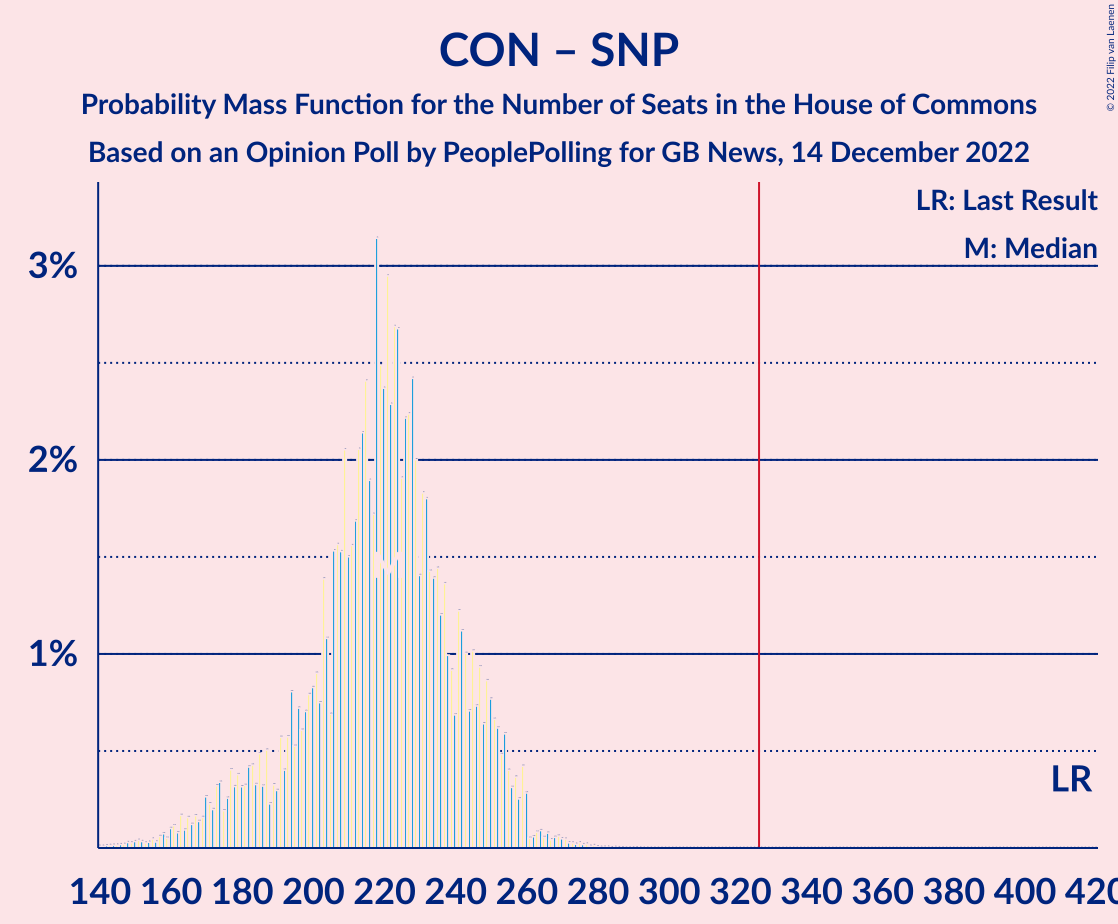 CON – SNP
Probability Mass Function for the Number of Seats in the House of Commons
Based on an Opinion Poll by PeoplePolling for GB News, 14 December 2022
© 2022 Filip van Laenen
LR: Last Result
M: Median
3%
2%
1%
LR
140 160 180 200 220 240 260 280 300 320 340 360 380 400 420